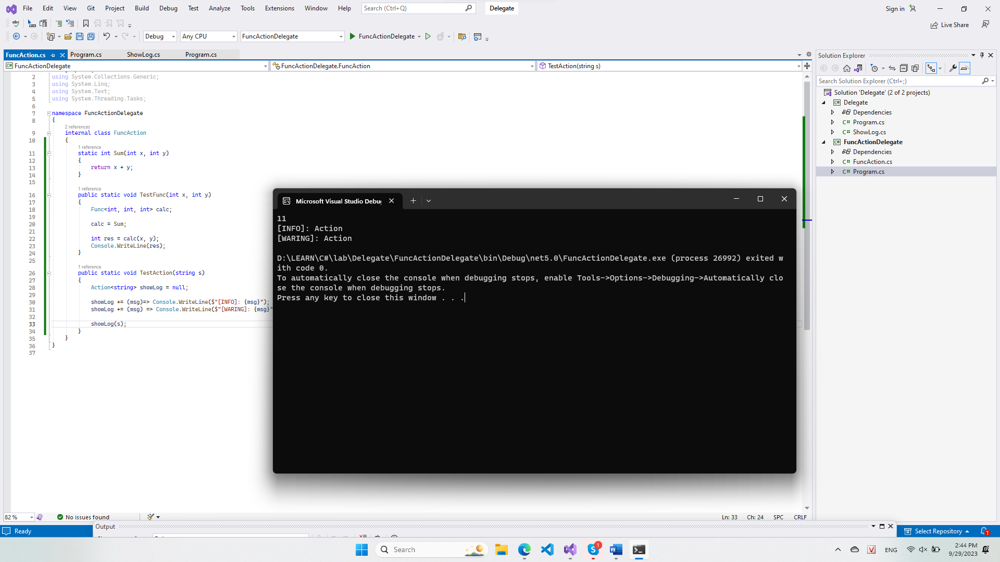 File Edit View Git Project Build Debug Test Analyze Tools Extensions Window Help Search (Ctrl+Q) Delegate Sign in
Live Share
Debug Any CPU FuncActionDelegate FuncActionDelegate
FuncAction.cs Program.cs ShowLog.cs Program.cs
FuncActionDelegate FuncActionDelegate.FuncAction TestAction(string s)
2 using System.Collections.Generic;
3 using System.Linq;
4 using System.Text;
5 using System.Threading.Tasks;
6
7 namespace FuncActionDelegate
8 {
2 references
9 internal class FuncAction
10 {
1 reference
11 static int Sum(int x, int y)
12 {
13 return x + y;
14 }
15
1 reference
16 public static void TestFunc(int x, int y)
17 {
18 Func<int, int, int> calc;
19
20 calc = Sum;
21
22 int res = calc(x, y);
23 Console.WriteLine(res);
24 }
25
1 reference
26 public static void TestAction(string s)
27 {
28 Action<string> showLog = null;
29
30 showLog += (msg)=> Console.WriteLine($"[INFO]: {msg}");
31 showLog += (msg) => Console.WriteLine($"[WARING]: {msg}"
32
33 showLog(s);
34 }
35 }
36 }
37
Microsoft Visual Studio Debug
11
[INFO]: Action
[WARING]: Action
D:\LEARN\C#\lab\Delegate\FuncActionDelegate\bin\Debug\net5.0\FuncActionDelegate.exe (process 26992) exited w
ith code 0.
To automatically close the console when debugging stops, enable Tools->Options->Debugging->Automatically clo
se the console when debugging stops.
Press any key to close this window . . .
Solution Explorer
Search Solution Explorer (Ctrl+;)
Solution 'Delegate' (2 of 2 projects)
C# Delegate
Dependencies
C# Program.cs
C# ShowLog.cs
C# FuncActionDelegate
Dependencies
C# FuncAction.cs
C# Program.cs
82 % No issues found Ln: 33 Ch: 24 SPC CRLF
Output
Ready Select Repository 1
Search 1 ENG 2:44 PM
9/29/2023